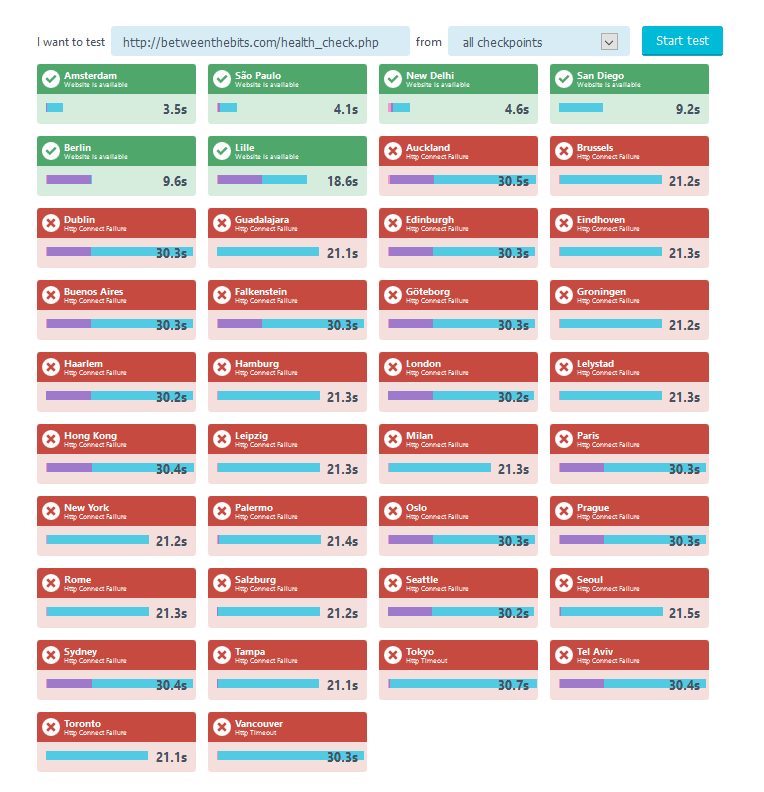 I want to test http://betweenthebits.com/health_check.php from all checkpoints Start test
Amsterdam
Website is available
3.5s
São Paulo
Website is available
4.1s
New Delhi
Website is available
4.6s
San Diego
Website is available
9.2s
Berlin
Website is available
9.6s
Lille
Website is available
18.6s
Auckland
Http Connect Failure
30.5s
Brussels
Http Connect Failure
21.2s
Dublin
Http Connect Failure
30.3s
Guadalajara
Http Connect Failure
21.1s
Edinburgh
Http Connect Failure
30.3s
Eindhoven
Http Connect Failure
21.3s
Buenos Aires
Http Connect Failure
30.3s
Falkenstein
Http Connect Failure
30.3s
Göteborg
Http Connect Failure
30.3s
Groningen
Http Connect Failure
21.2s
Haarlem
Http Connect Failure
30.2s
Hamburg
Http Connect Failure
21.3s
London
Http Connect Failure
30.2s
Lelystad
Http Connect Failure
21.3s
Hong Kong
Http Connect Failure
30.4s
Leipzig
Http Connect Failure
21.3s
Milan
Http Connect Failure
21.3s
Paris
Http Connect Failure
30.3s
New York
Http Connect Failure
21.2s
Palermo
Http Connect Failure
21.4s
Oslo
Http Connect Failure
30.3s
Prague
Http Connect Failure
30.3s
Rome
Http Connect Failure
21.3s
Salzburg
Http Connect Failure
21.2s
Seattle
Http Connect Failure
30.2s
Seoul
Http Connect Failure
21.5s
Sydney
Http Connect Failure
30.4s
Tampa
Http Connect Failure
21.1s
Tokyo
Http Timeout
30.7s
Tel Aviv
Http Connect Failure
30.4s
Toronto
Http Connect Failure
21.1s
Vancouver
Http Timeout
30.3s